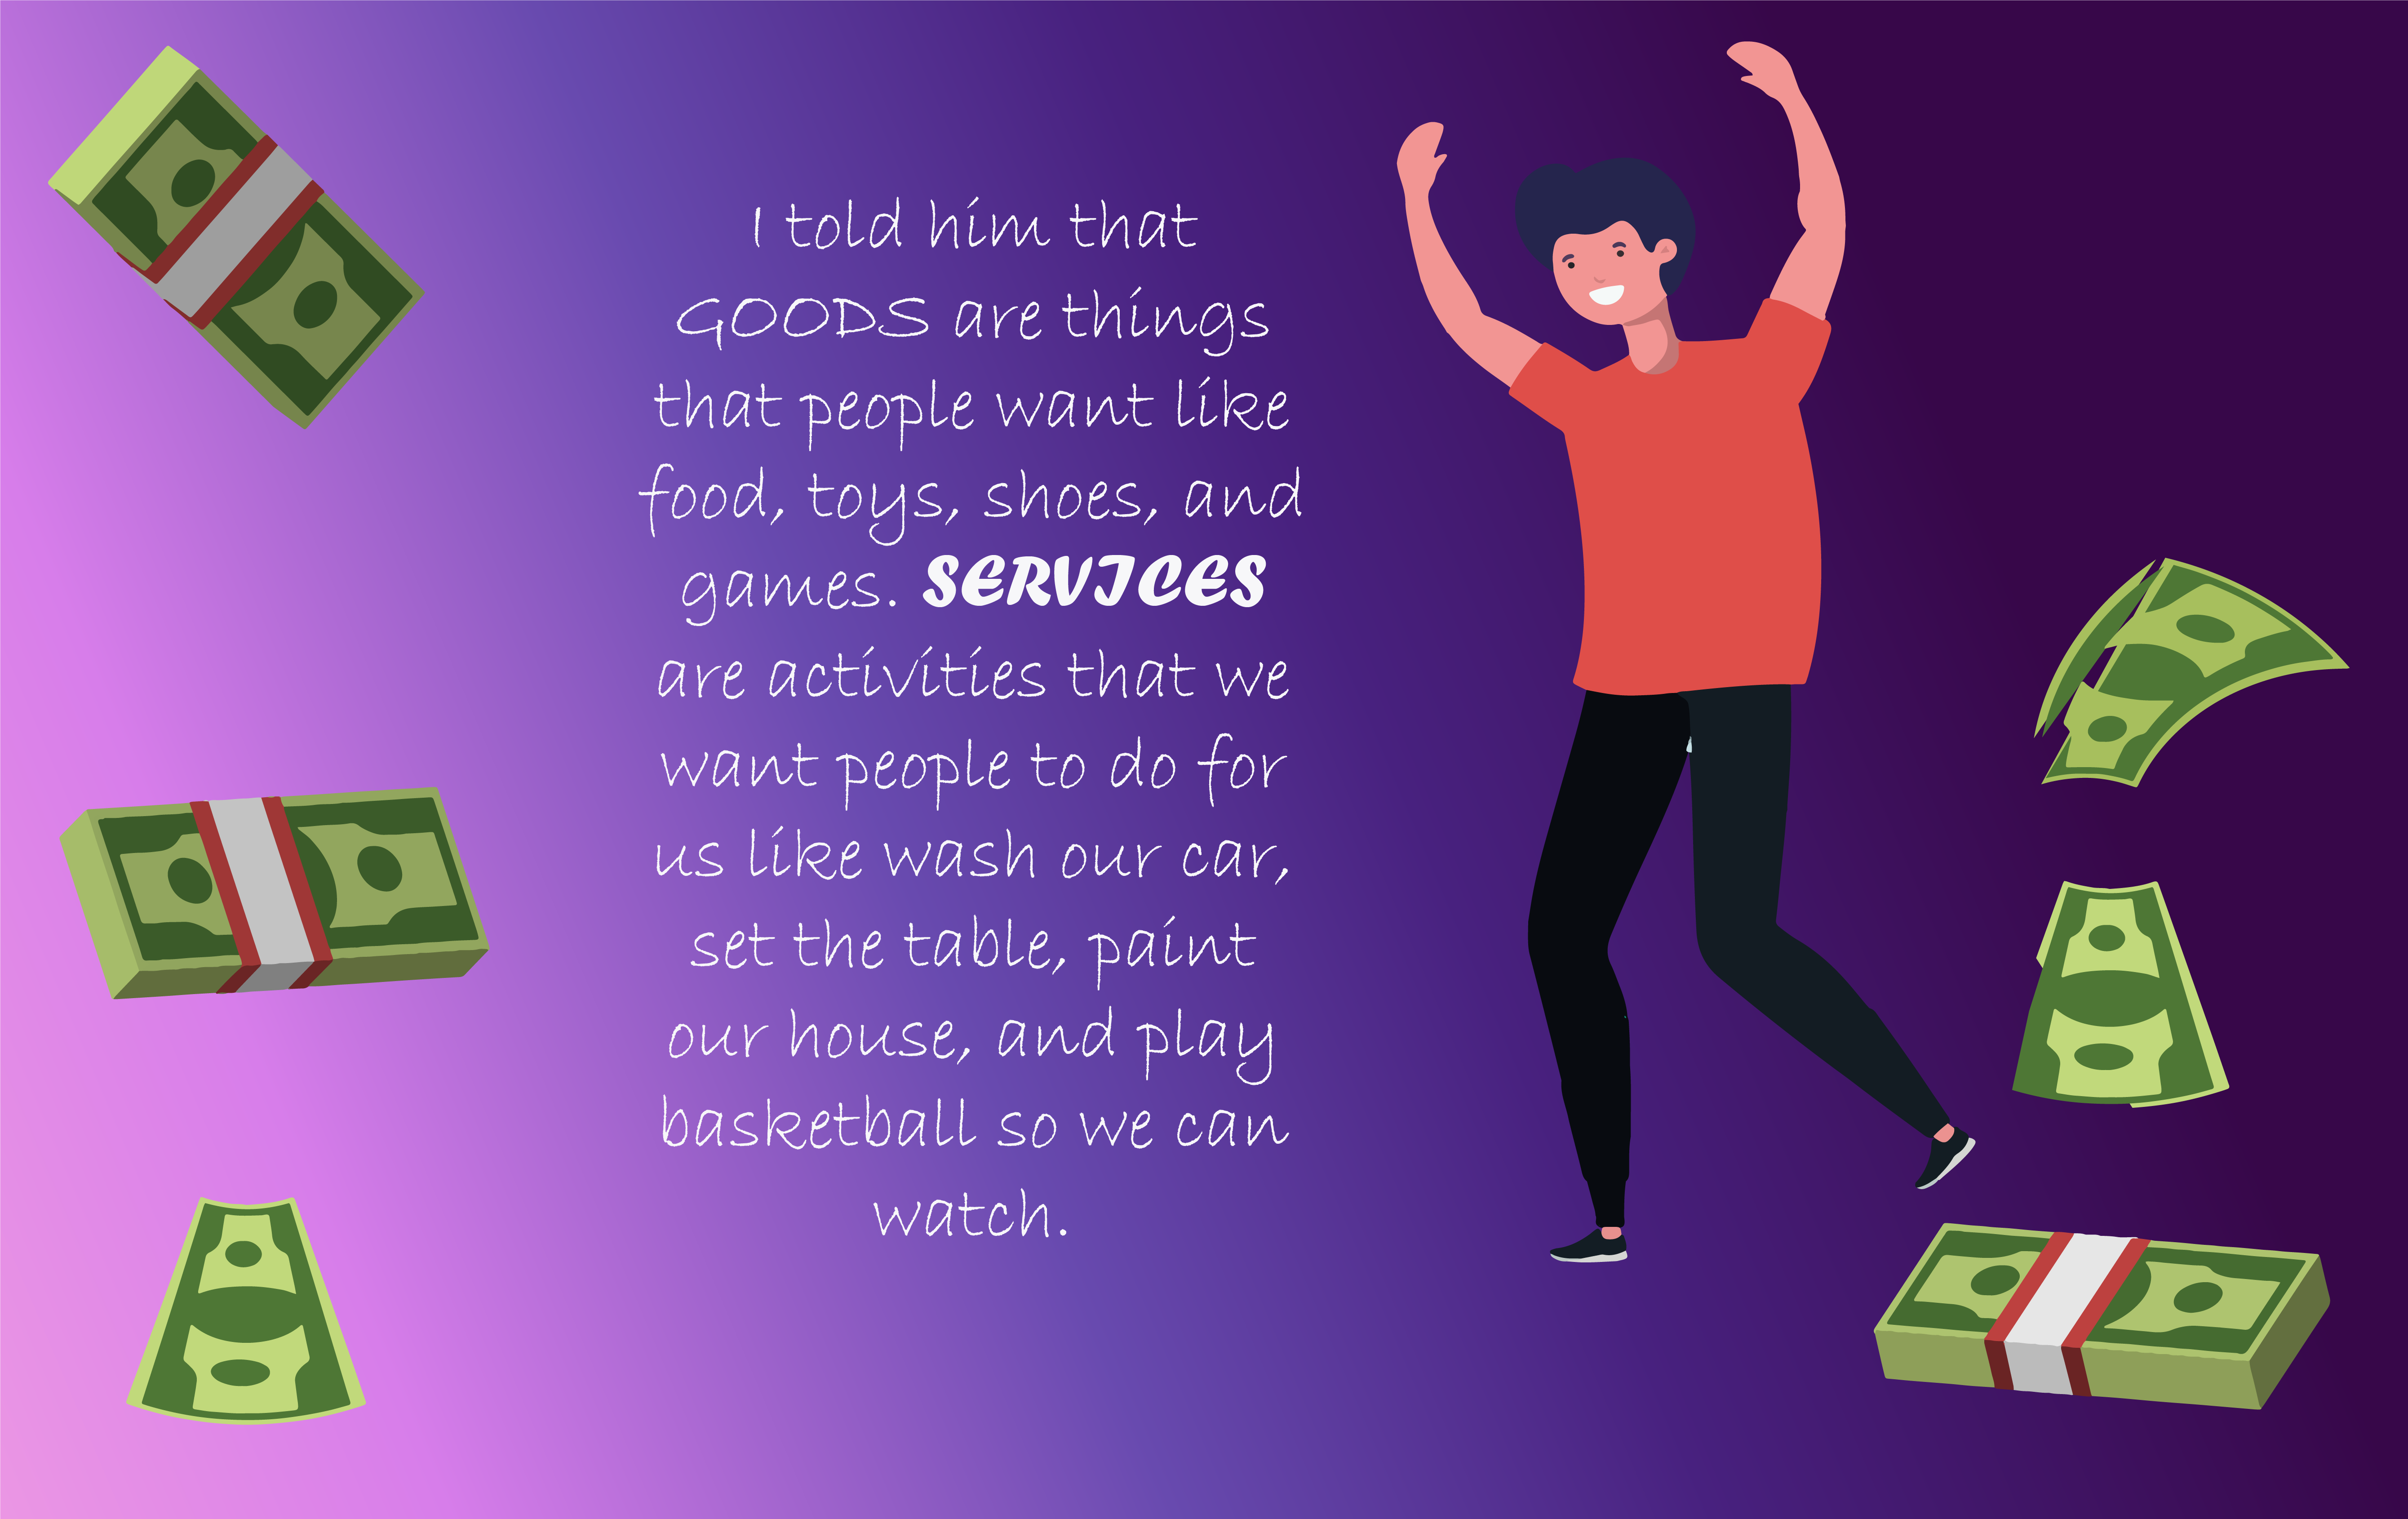 I told him that
GOODS are things
that people want like
food, toys, shoes, and
games. SERVICES
are activities that we
want people to do for
us like wash our car,
set the table, paint
our house, and play
basketball so we can
watch.